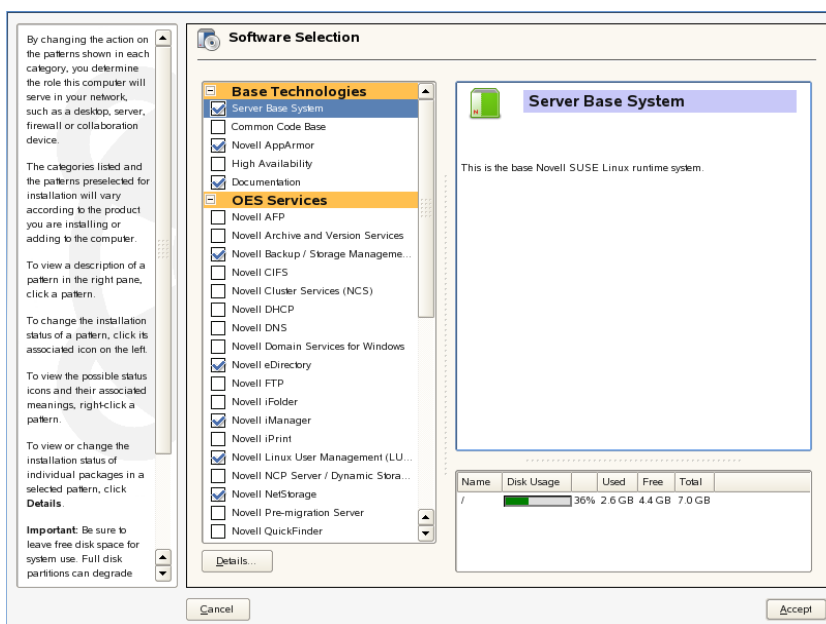 By changing the action on
the patterns shown in each
category, you determine
the role this computer will
serve in your network,
such as a desktop, server,
firewall or collaboration
device.
The categories listed and
the patterns preselected for
installation will vary
according to the product
you are installing or
adding to the computer.
To view a description of a
pattern in the right pane,
click a pattern.
To change the installation
status of a pattern, click its
associated icon on the left.
To view the possible status
icons and their associated
meanings, right-click a
pattern.
To view or change the
installation status of
individual packages in a
selected pattern, click
Details.
Important: Be sure to
leave free disk space for
system use. Full disk
partitions can degrade
Software Selection
Base Technologies
Server Base System
Common Code Base
Novell AppArmor
High Availability
Documentation
OES Services
Novell AFP
Novell Archive and Version Services
Novell Backup / Storage Manageme...
Novell CIFS
Novell Cluster Services (NCS)
Novell DHCP
Novell DNS
Novell Domain Services for Windows
Novell eDirectory
Novell FTP
Novell iFolder
Novell iManager
Novell iPrint
Novell Linux User Management (LU...
Novell NCP Server / Dynamic Stora...
Novell NetStorage
Novell Pre-migration Server
Novell QuickFinder
Details...
N
Server Base System
This is the base Novell SUSE Linux runtime system.
Name Disk Usage Used Free Total
/ 36% 2.6 GB 4.4 GB 7.0 GB
Cancel
Accept